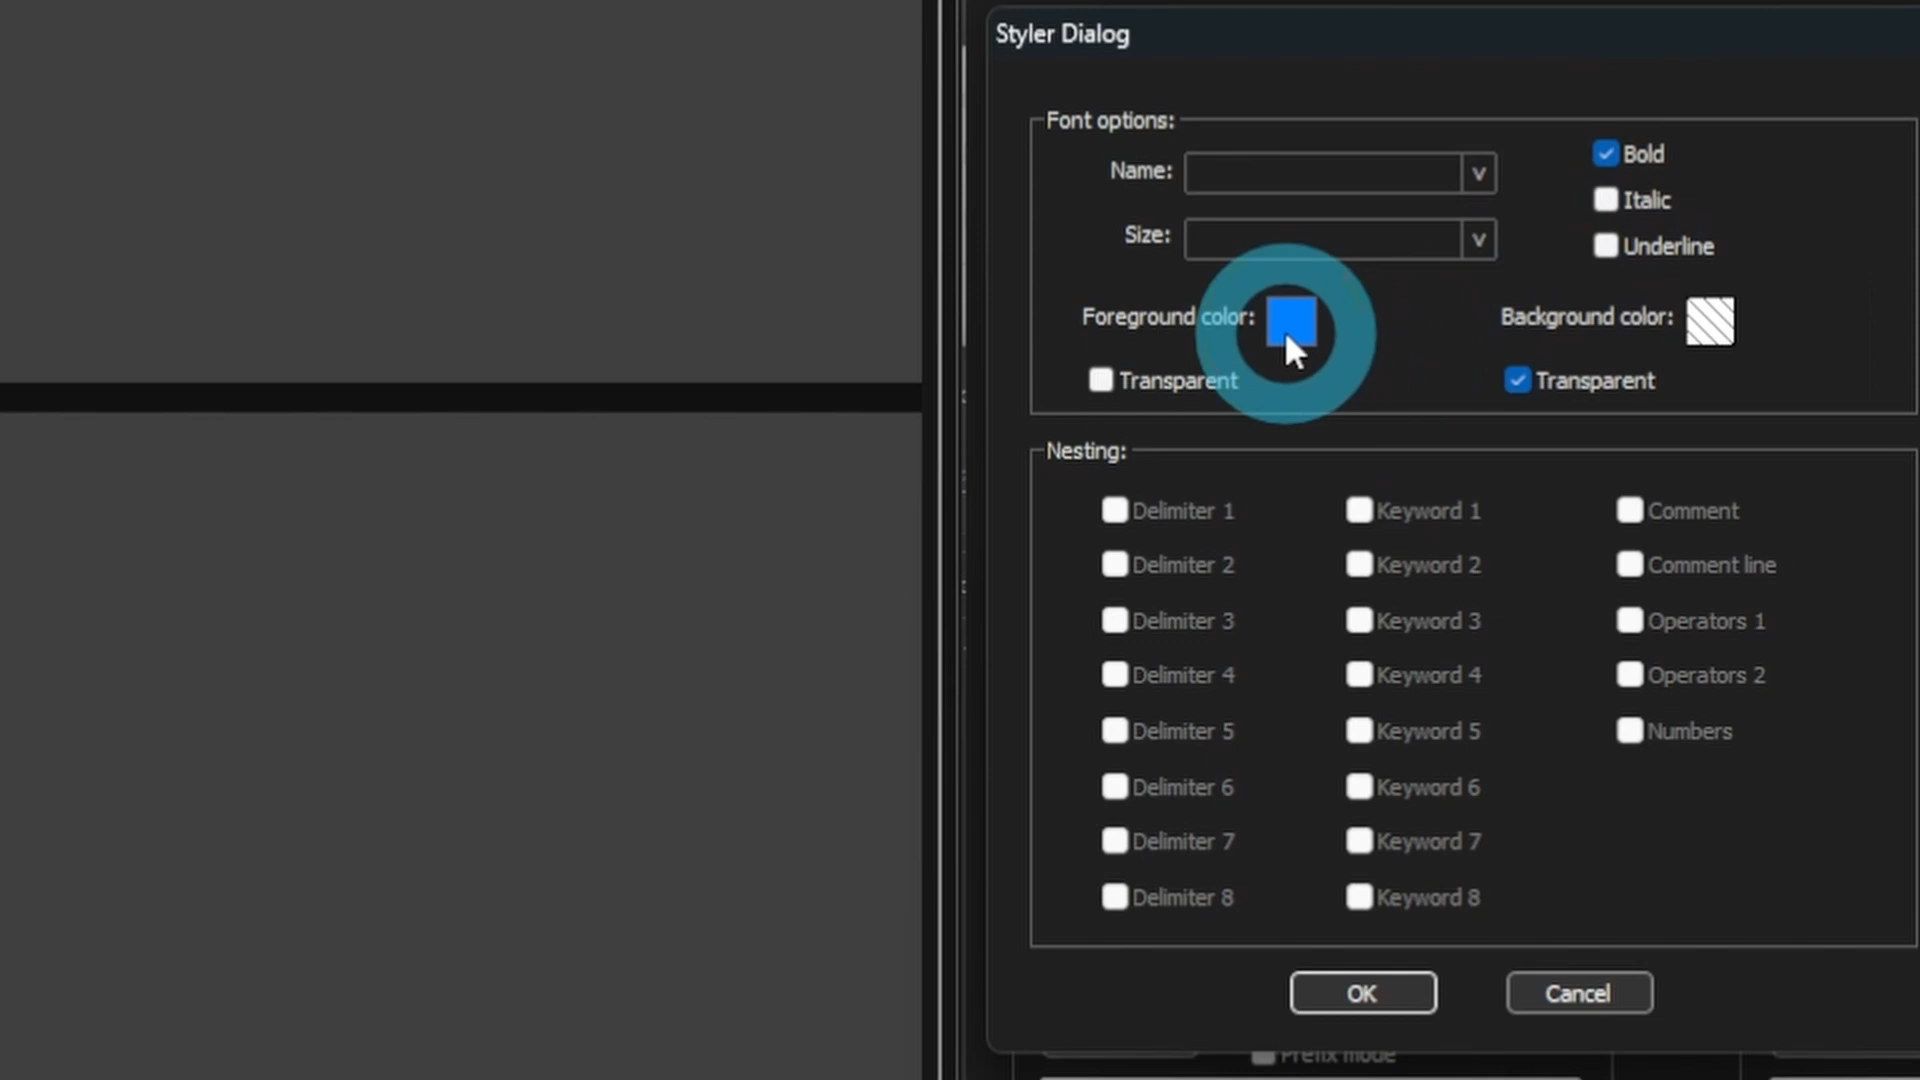 Styler Dialog
Font options:
Name:
Bold
Italic
Size:
Underline
Foreground color:
Background color:
Transparent
Transparent
Nesting:
Delimiter 1
Keyword 1
Comment
Delimiter 2
Keyword 2
Comment line
Delimiter 3
Keyword 3
Operators 1
Delimiter 4
Keyword 4
Operators 2
Delimiter 5
Keyword 5
Numbers
Delimiter 6
Keyword 6
Delimiter 7
Keyword 7
Delimiter 8
Keyword 8
OK
Cancel
Prefix mode